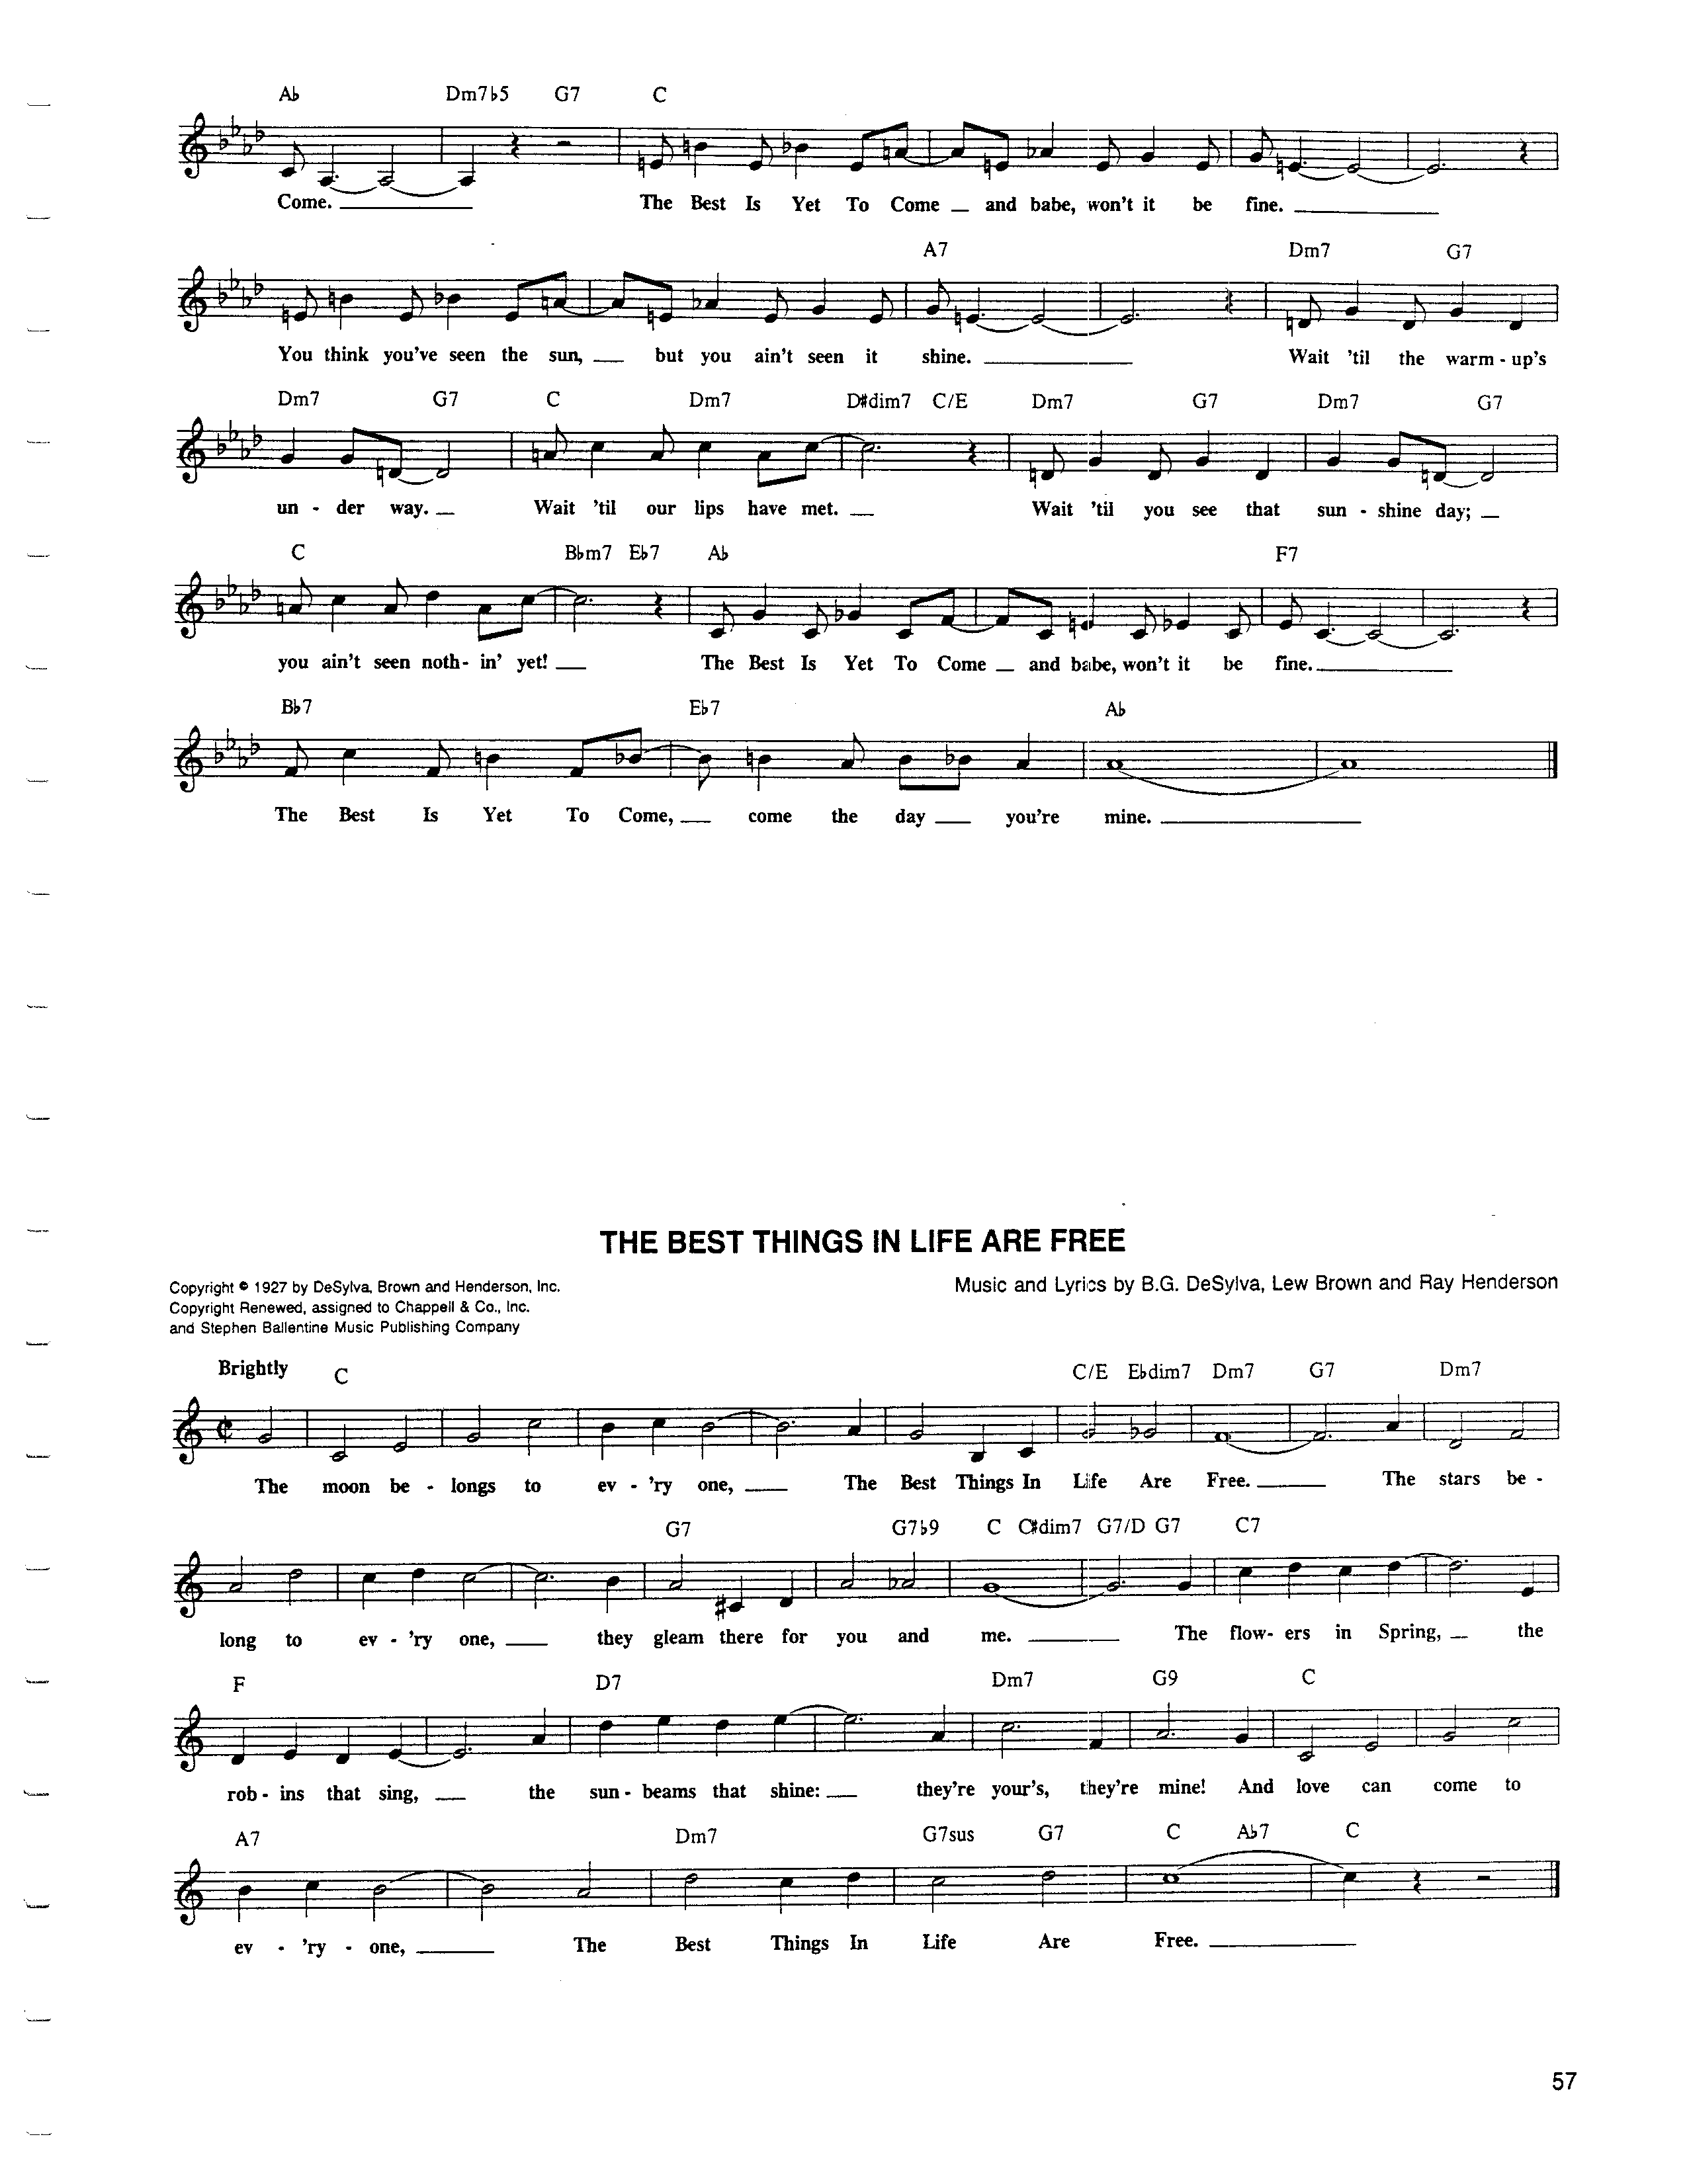 Ab Dm7b5 G7 C
Come. The Best Is Yet To Come and babe, won't it be fine.
A7 Dm7 G7
You think you've seen the sun, but you ain't seen it shine. Wait 'til the warm - up's
Dm7 G7 C Dm7 D#dim7 C/E Dm7 G7 Dm7 G7
un - der way. Wait 'til our lips have met. Wait 'til you see that sun - shine day;
C Bbm7 Eb7 Ab F7
you ain't seen noth- in' yet! The Best Is Yet To Come and babe, won't it be fine.
Bb7 Eb7 Ab
The Best Is Yet To Come, come the day you're mine.
THE BEST THINGS IN LIFE ARE FREE
Copyright © 1927 by DeSylva, Brown and Henderson, Inc.
Copyright Renewed, assigned to Chappell & Co., Inc.
and Stephen Ballentine Music Publishing Company
Music and Lyrics by B.G. DeSylva, Lew Brown and Ray Henderson
Brightly C C/E Ebdim7 Dm7 G7 Dm7
The moon be - longs to ev - 'ry one, The Best Things In Life Are Free. The stars be -
G7 G7b9 C C#dim7 G7/D G7 C7
long to ev - 'ry one, they gleam there for you and me. The flow- ers in Spring, the
F D7 Dm7 G9 C
rob - ins that sing, the sun - beams that shine: they're your's, they're mine! And love can come to
A7 Dm7 G7sus G7 C Ab7 C
ev - 'ry - one, The Best Things In Life Are Free.
57